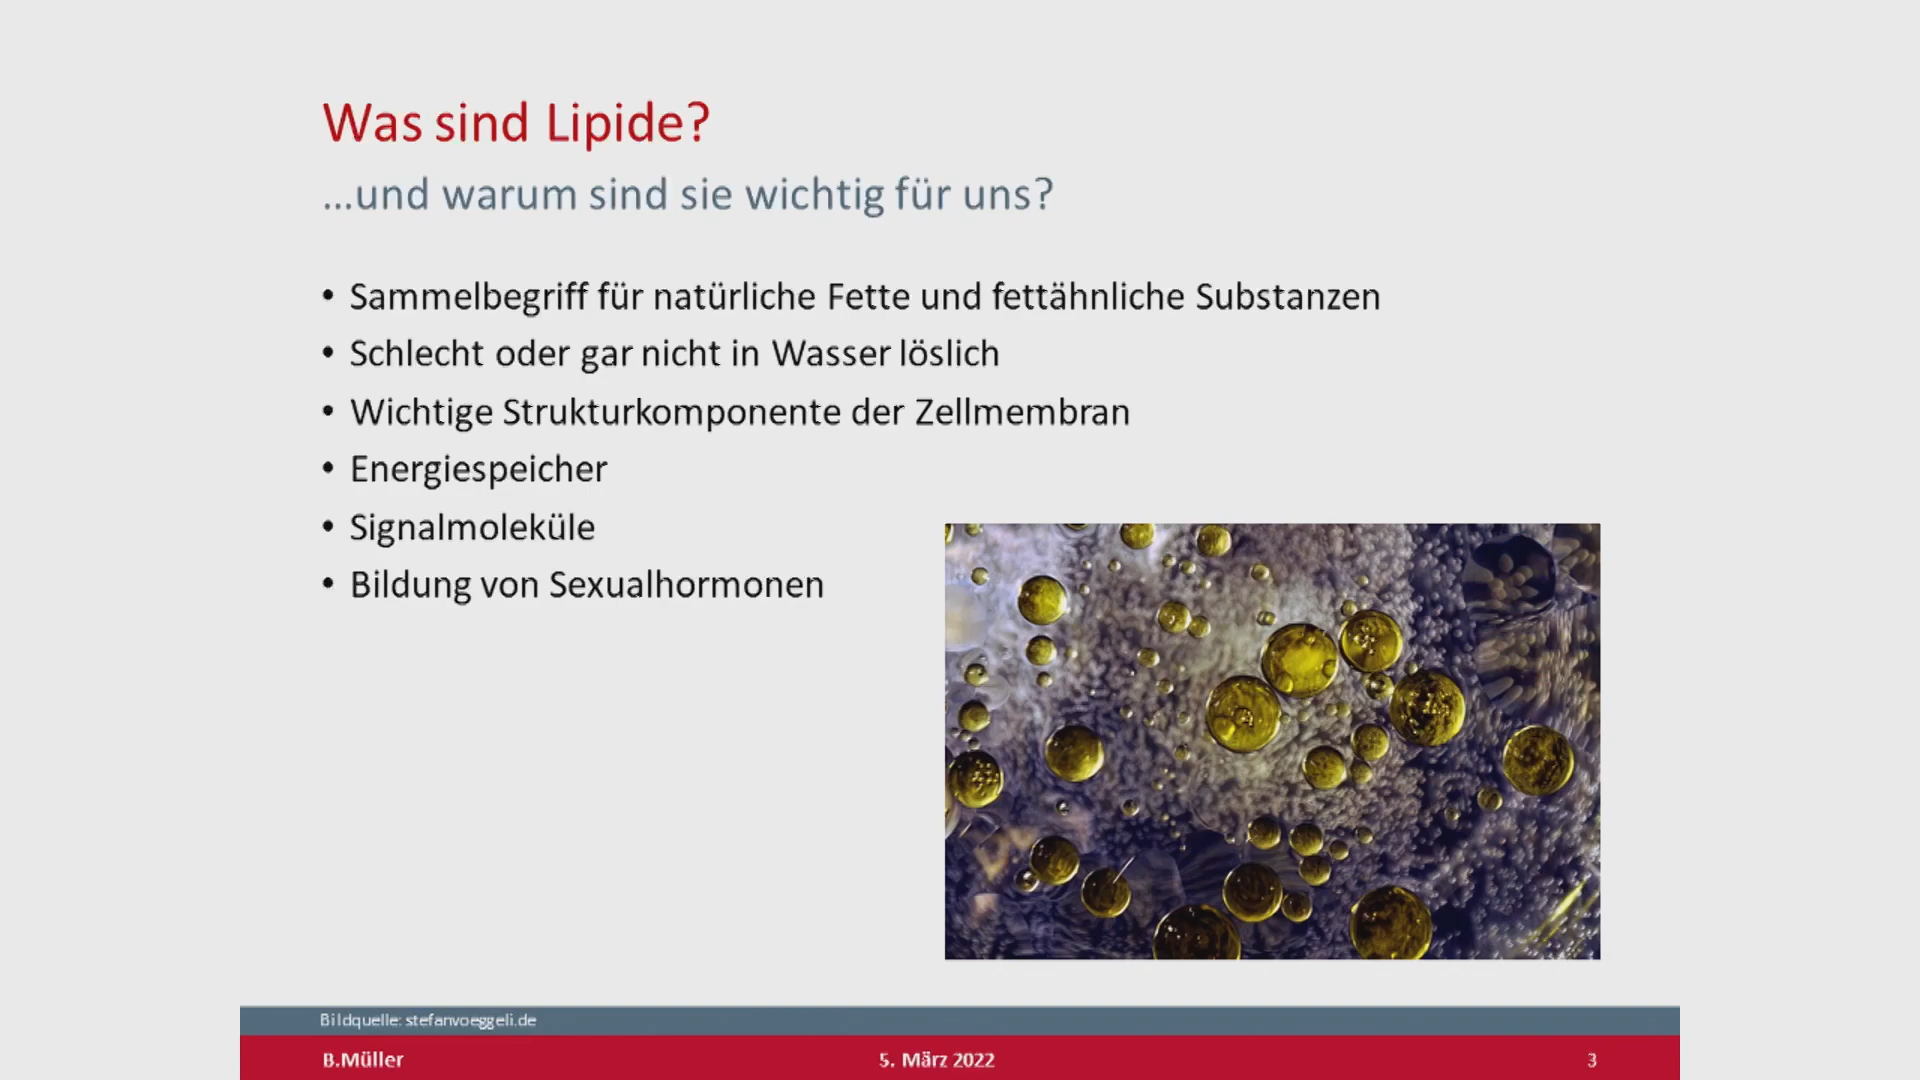 Was sind Lipide?
...und warum sind sie wichtig für uns?
• Sammelbegriff für natürliche Fette und fettähnliche Substanzen
• Schlecht oder gar nicht in Wasser löslich
• Wichtige Strukturkomponente der Zellmembran
• Energiespeicher
• Signalmoleküle
• Bildung von Sexualhormonen
Bildquelle: stefanvoeggeli.de
B.Müller
5. März 2022
3